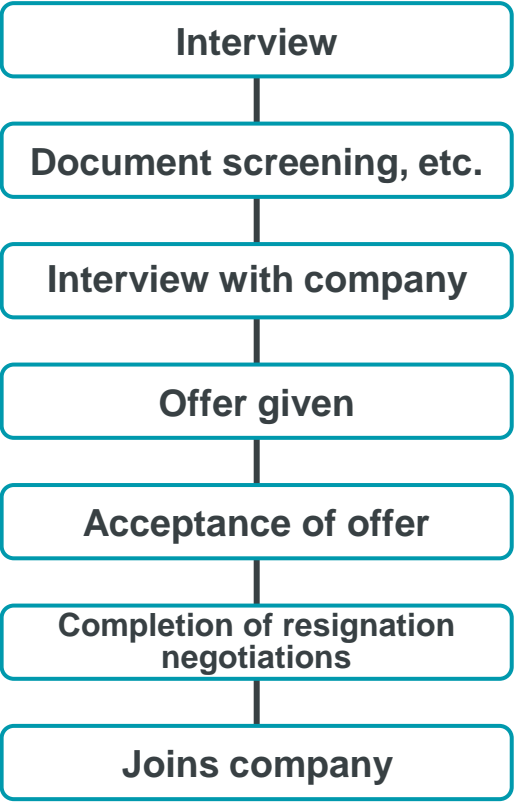 Interview
Document screening, etc.
Interview with company
Offer given
Acceptance of offer
Completion of resignation
negotiations
Joins company